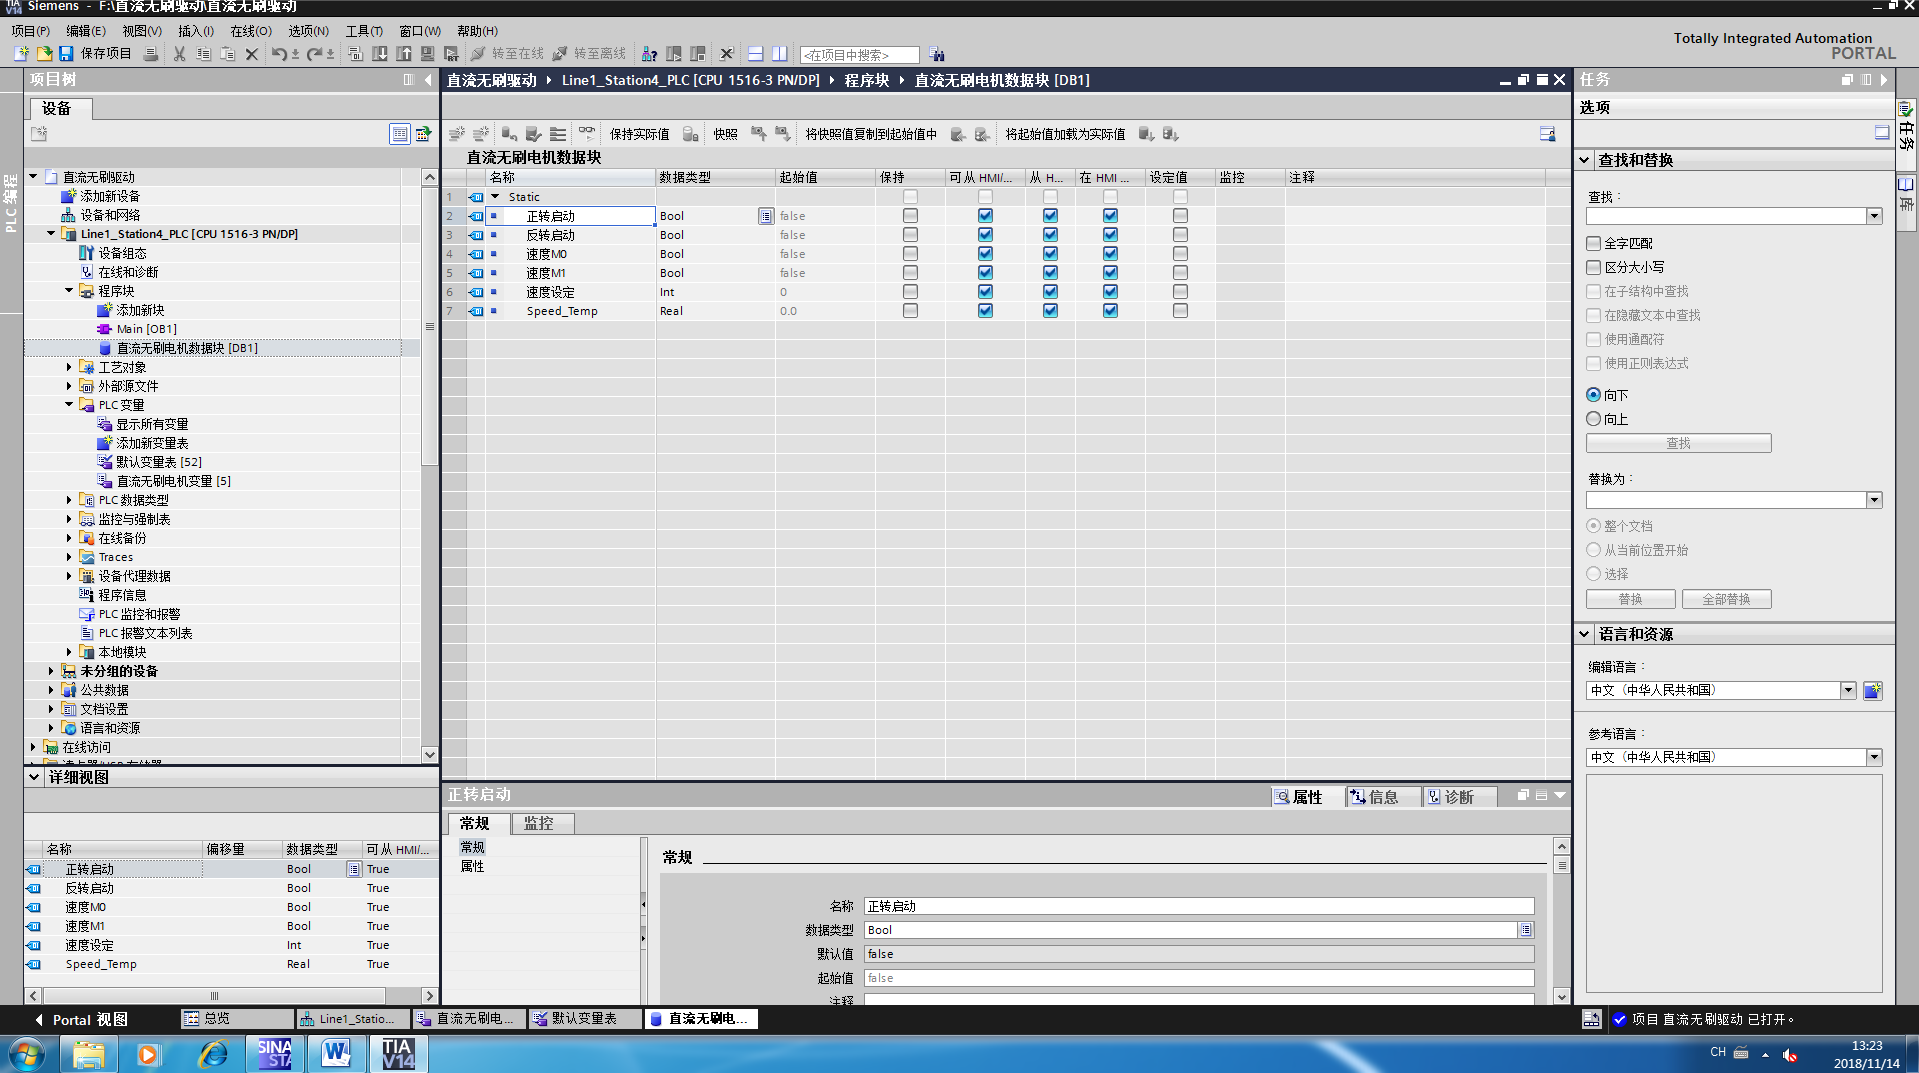 Siemens - F:\直流无刷驱动\直流无刷驱动
项目(P) 编辑(E) 视图(V) 插入(I) 在线(O) 选项(N) 工具(T) 窗口(W) 帮助(H)
保存项目 转至在线 转至离线 <在项目中搜索>
Totally Integrated Automation
PORTAL
项目树
设备
PLC 编程
直流无刷驱动
添加新设备
设备和网络
Line1_Station4_PLC [CPU 1516-3 PN/DP]
设备组态
在线和诊断
程序块
添加新块
Main [OB1]
直流无刷电机数据块 [DB1]
工艺对象
外部源文件
PLC 变量
显示所有变量
添加新变量表
默认变量表 [52]
直流无刷电机变量 [5]
PLC 数据类型
监控与强制表
在线备份
Traces
设备代理数据
程序信息
PLC 监控和报警
PLC 报警文本列表
本地模块
未分组的设备
公共数据
文档设置
语言和资源
在线访问
详细视图
名称 偏移量 数据类型 可从 HMI/...
正转启动 Bool True
反转启动 Bool True
速度M0 Bool True
速度M1 Bool True
速度设定 Int True
Speed_Temp Real True
直流无刷驱动 Line1_Station4_PLC [CPU 1516-3 PN/DP] 程序块 直流无刷电机数据块 [DB1]
保持实际值 快照 将快照值复制到起始值中 将起始值加载为实际值
直流无刷电机数据块
名称 数据类型 起始值 保持 可从 HMI/... 从 H... 在 HMI ... 设定值 监控 注释
1 Static
2 正转启动 Bool false
3 反转启动 Bool false
4 速度M0 Bool false
5 速度M1 Bool false
6 速度设定 Int 0
7 Speed_Temp Real 0.0
正转启动
属性 信息 诊断
常规 监控
常规
属性
常规
名称 正转启动
数据类型 Bool
默认值 false
起始值 false
注释
任务
选项
查找和替换
查找:
全字匹配
区分大小写
在子结构中查找
在隐藏文本中查找
使用通配符
使用正则表达式
向下
向上
查找
替换为:
整个文档
从当前位置开始
选择
替换 全部替换
语言和资源
编辑语言:
中文（中华人民共和国）
参考语言:
中文（中华人民共和国）
任务
库
Portal 视图 总览 Line1_Statio... 直流无刷电... 默认变量表 直流无刷电...
项目 直流无刷驱动 已打开。
SINA STA
W
TIA V14
CH
13:23
2018/11/14